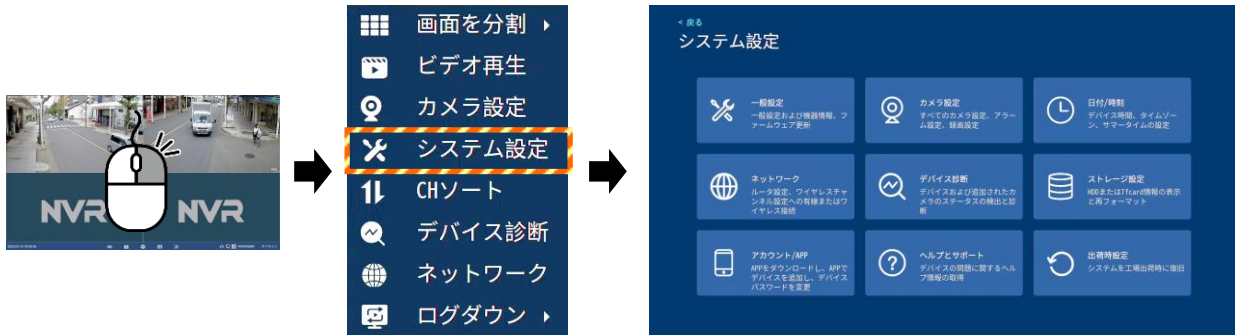 NVR
NVR
画面を分割
ビデオ再生
カメラ設定
システム設定
CHソート
デバイス診断
ネットワーク
ログダウン
< 戻る
システム設定
一般設定
一般設定および機器情報、フ
ァームウェア更新
カメラ設定
すべてのカメラ設定、アラー
ム設定、録画設定
日付/時刻
デバイス時間、タイムゾー
ン、サマータイムの設定
ネットワーク
ルータ設定、ワイヤレスチャ
ンネル設定への有線またはワ
イヤレス接続
デバイス診断
デバイスおよび追加されたカ
メラのステータスの検出と診
断
ストレージ設定
HDDまたはTfcard情報の表示
と再フォーマット
アカウント/APP
APPをダウンロードし、APPで
デバイスを追加し、デバイス
パスワードを変更
ヘルプとサポート
デバイスの問題に関するヘル
プ情報の取得
出荷時設定
システムを工場出荷時に復旧